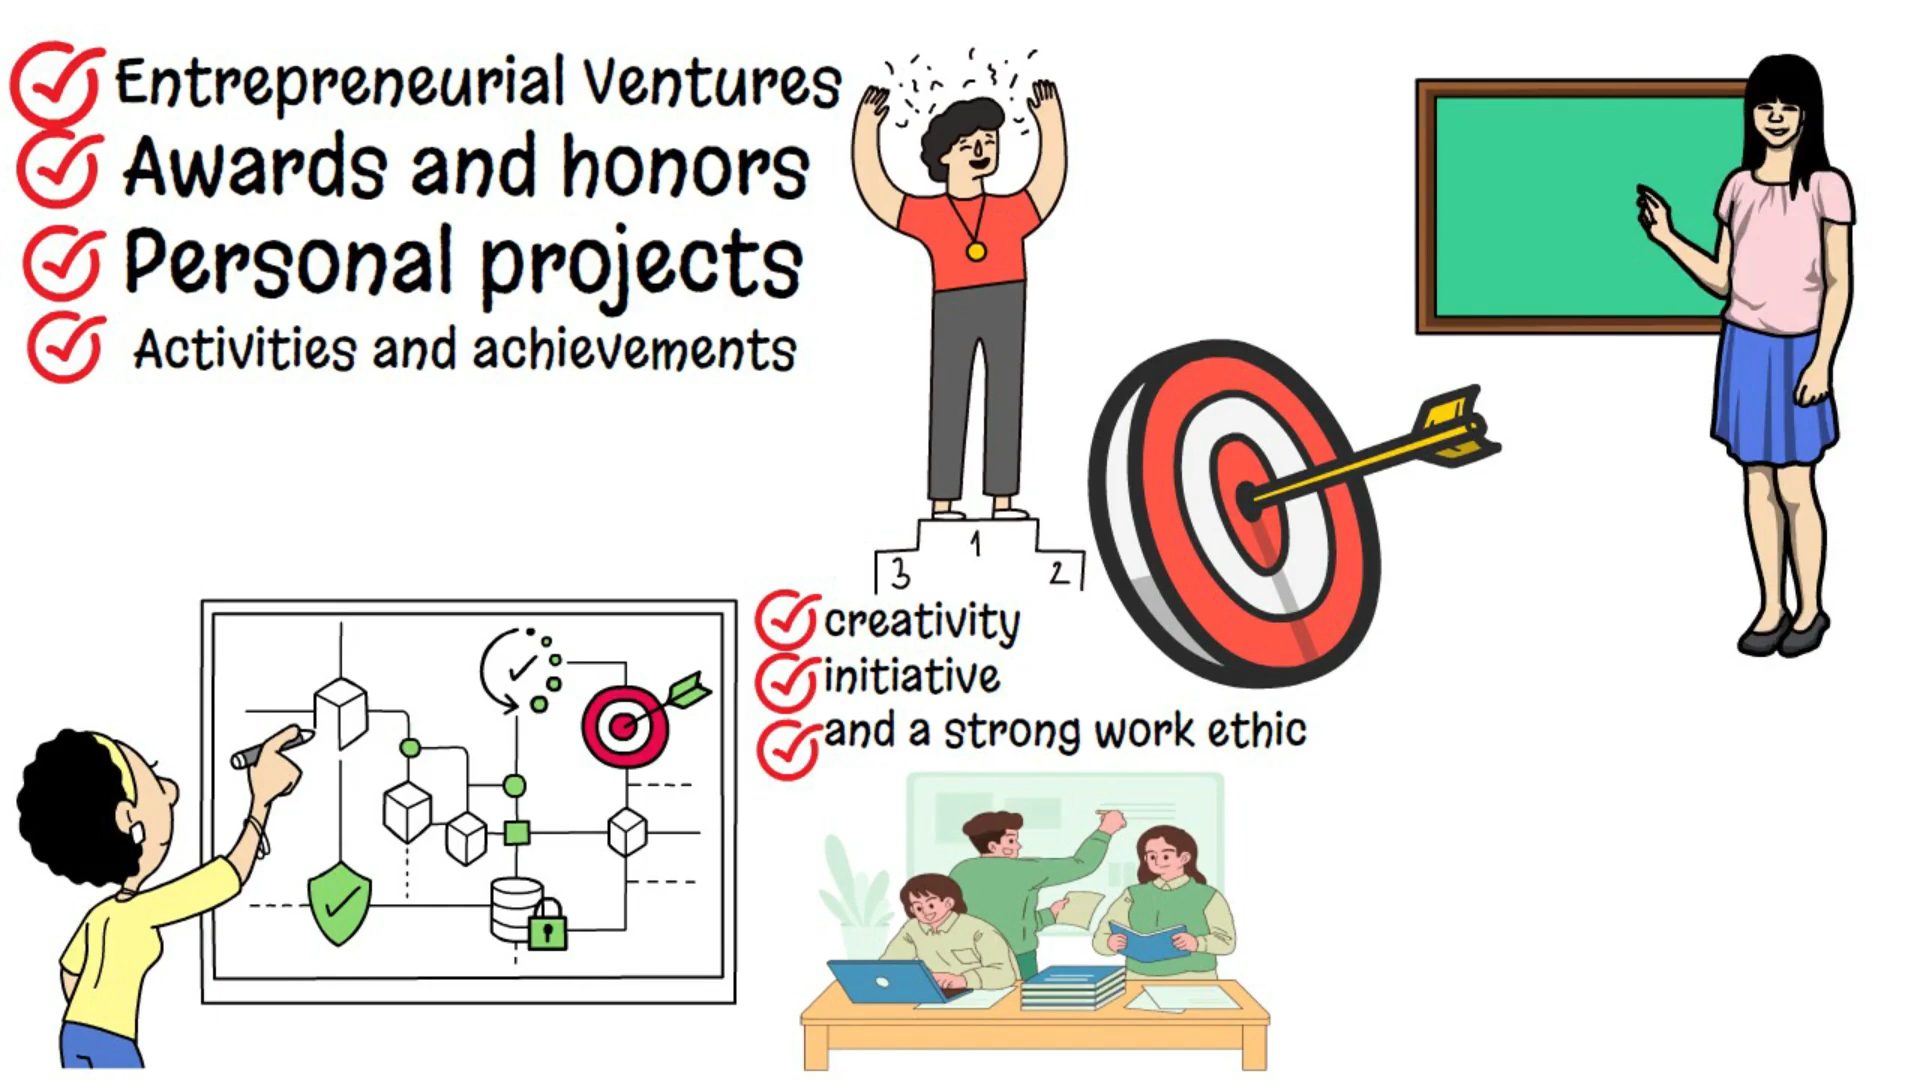 Entrepreneurial Ventures
Awards and honors
Personal projects
Activities and achievements
1
3
2
creativity
initiative
and a strong work ethic